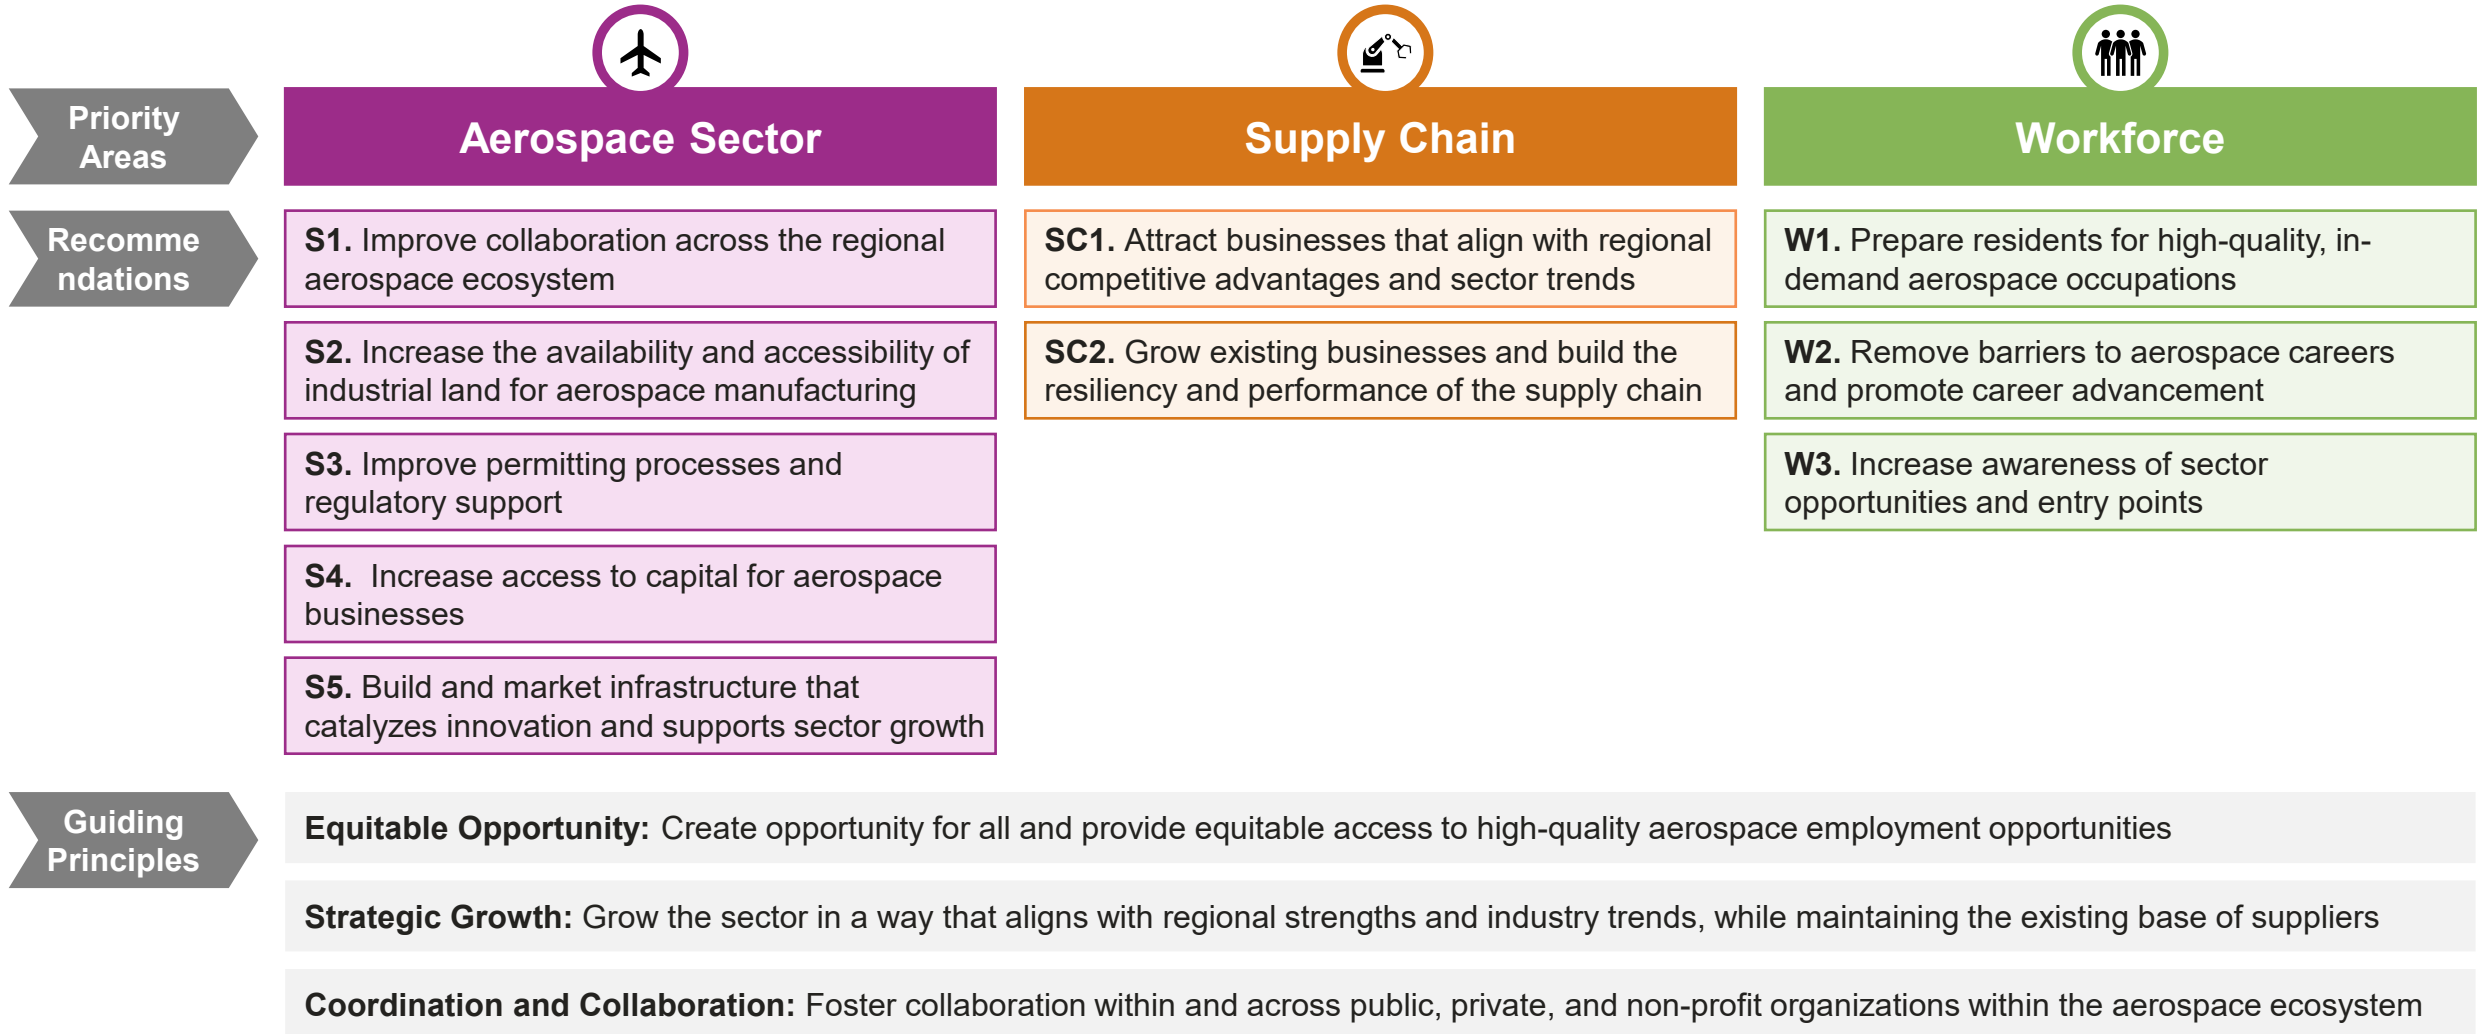 Priority
Areas
Aerospace Sector
Supply Chain
Workforce
Recomme
ndations
S1. Improve collaboration across the regional
aerospace ecosystem
S2. Increase the availability and accessibility of
industrial land for aerospace manufacturing
S3. Improve permitting processes and
regulatory support
S4.  Increase access to capital for aerospace
businesses
S5. Build and market infrastructure that
catalyzes innovation and supports sector growth
SC1. Attract businesses that align with regional
competitive advantages and sector trends
SC2. Grow existing businesses and build the
resiliency and performance of the supply chain
W1. Prepare residents for high-quality, in-
demand aerospace occupations
W2. Remove barriers to aerospace careers
and promote career advancement
W3. Increase awareness of sector
opportunities and entry points
Guiding
Principles
Equitable Opportunity: Create opportunity for all and provide equitable access to high-quality aerospace employment opportunities
Strategic Growth: Grow the sector in a way that aligns with regional strengths and industry trends, while maintaining the existing base of suppliers
Coordination and Collaboration: Foster collaboration within and across public, private, and non-profit organizations within the aerospace ecosystem